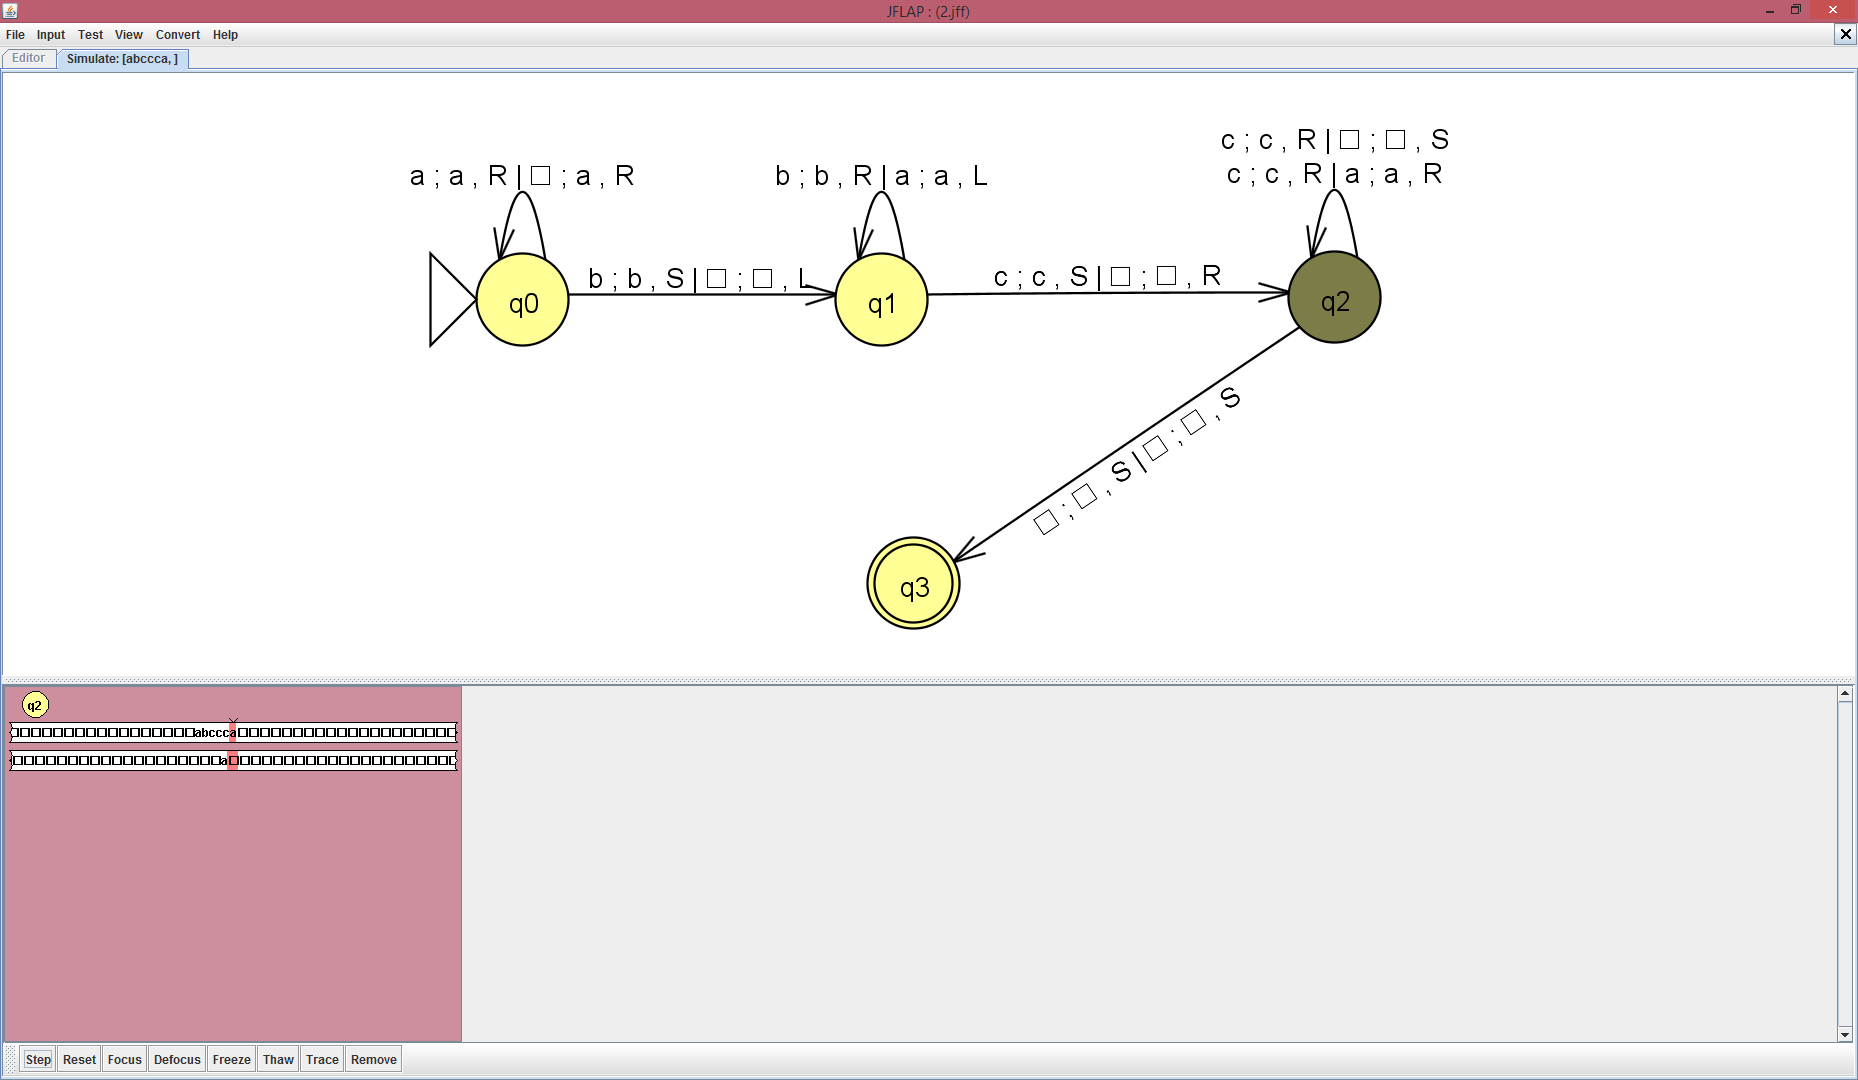 JFLAP : (2.jff)
File Input Test View Convert Help
Editor Simulate: [abccca, ]
c ; c , R | □ ; □ , S
c ; c , R | a ; a , R
a ; a , R | □ ; a , R
b ; b , R | a ; a , L
b ; b , S | □ ; □ , L
c ; c , S | □ ; □ , R
q0
q1
q2
□ ; □ , S | □ ; □ , S
q3
q2
□□□□□□□□□□□□□□□□□abccca□□□□□□□□□□□□□□□□□□□□
□□□□□□□□□□□□□□□□□□□a□□□□□□□□□□□□□□□□□□□□□
Step Reset Focus Defocus Freeze Thaw Trace Remove